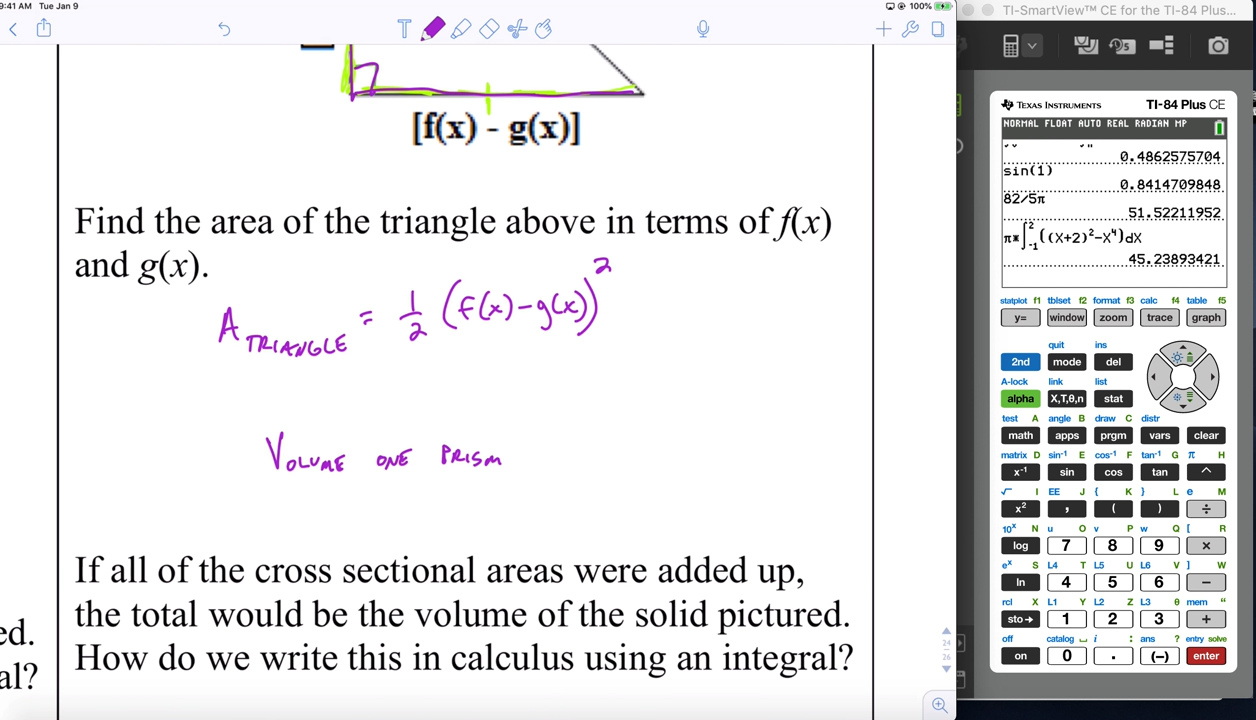 9:41 AM Tue Jan 9
100%
[f(x) - g(x)]
Find the area of the triangle above in terms of f(x)
and g(x).
A TRIANGLE = 1/2 (f(x)-g(x))²
VOLUME ONE PRISM
If all of the cross sectional areas were added up,
the total would be the volume of the solid pictured.
How do we write this in calculus using an integral?
ed.
al?
24
26
TI-SmartView™ CE for the TI-84 Plus...
TEXAS INSTRUMENTS TI-84 Plus CE
NORMAL FLOAT AUTO REAL RADIAN MP
0.4862575704
sin(1)
0.8414709848
82/5π
51.52211952
π*∫₋₁²((X+2)²-X⁴)dX
45.23893421
statplot f1 tblset f2 format f3 calc f4 table f5
y= window zoom trace graph
quit ins
2nd mode del
A-lock link list
alpha X,T,θ,n stat
test A angle B draw C distr
math apps prgm vars clear
matrix D sin⁻¹ E cos⁻¹ F tan⁻¹ G π H
x⁻¹ sin cos tan ^
√ I EE J { K } L e M
x² , ( ) ÷
10ˣ N u O v P w Q [ R
log 7 8 9 ×
eˣ S L4 T L5 U L6 V ] W
ln 4 5 6 −
rcl X L1 Y L2 Z L3 θ mem “
sto→ 1 2 3 +
off catalog ⎵ i : ans ? entry solve
on 0 . (−) enter